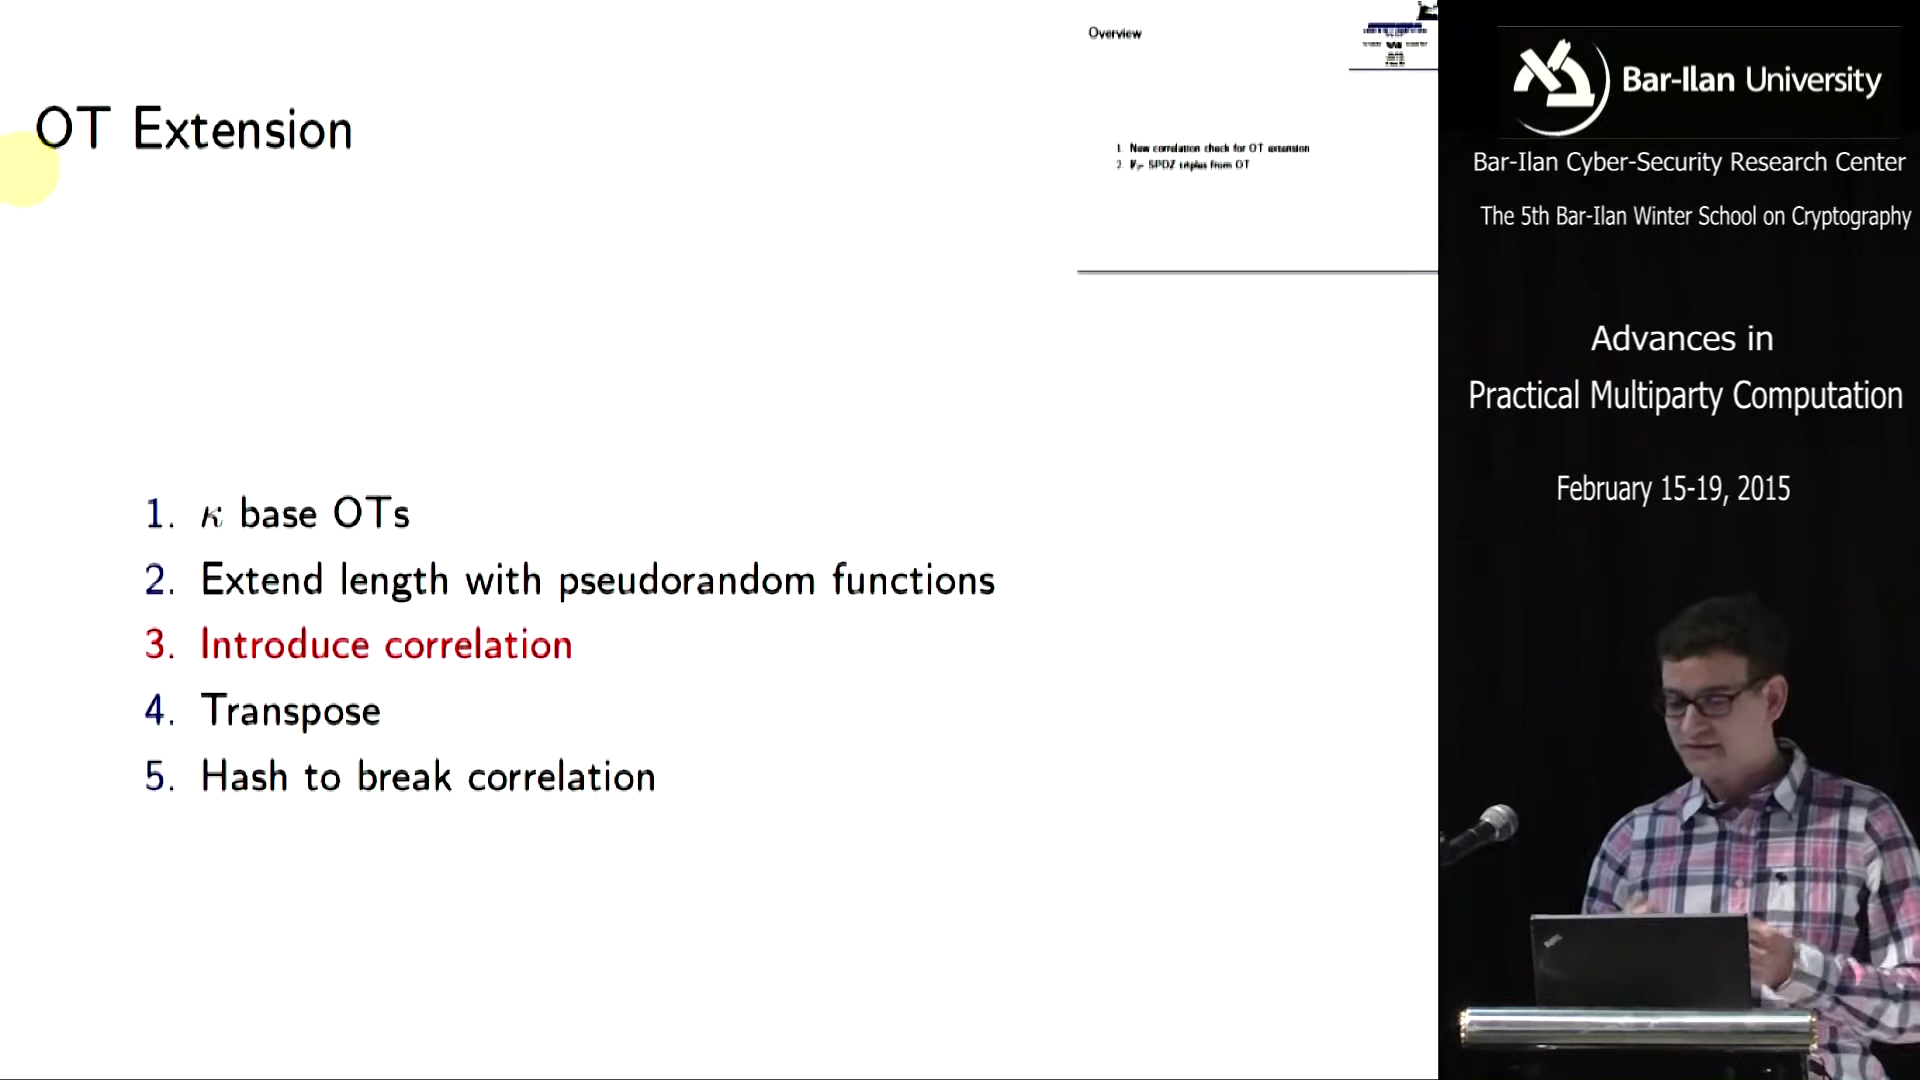 OT Extension
1. κ base OTs
2. Extend length with pseudorandom functions
3. Introduce correlation
4. Transpose
5. Hash to break correlation
Overview
1. New correlation check for OT extension
2. SPDZ triples from OT
Bar-Ilan University
Bar-Ilan Cyber-Security Research Center
The 5th Bar-Ilan Winter School on Cryptography
Advances in
Practical Multiparty Computation
February 15-19, 2015